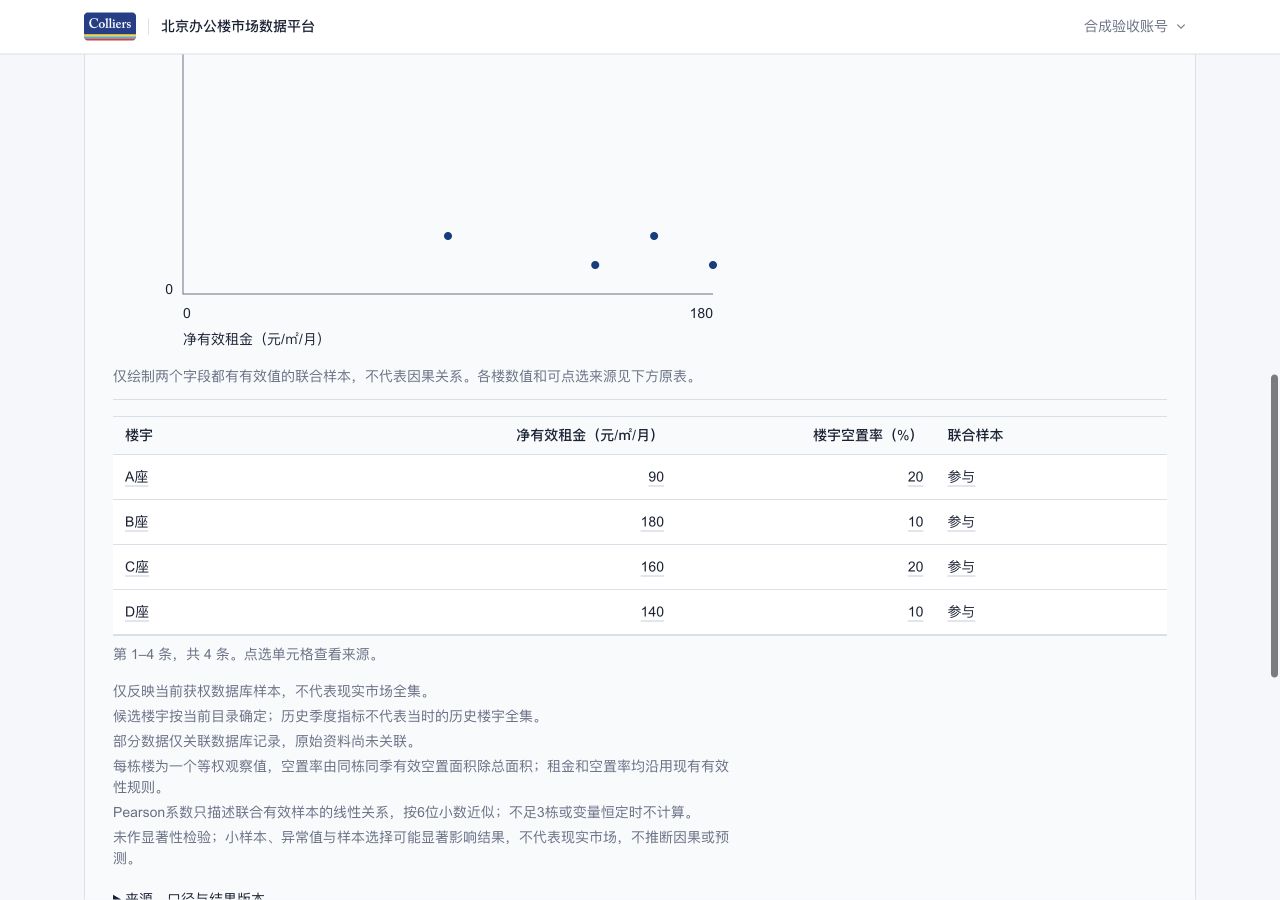 Colliers
北京办公楼市场数据平台
合成验收账号
0
0
180
净有效租金（元/㎡/月）
仅绘制两个字段都有有效值的联合样本，不代表因果关系。各楼数值和可点选来源见下方原表。
楼宇 净有效租金（元/㎡/月） 楼宇空置率（%） 联合样本
A座 90 20 参与
B座 180 10 参与
C座 160 20 参与
D座 140 10 参与
第 1–4 条，共 4 条。点选单元格查看来源。
仅反映当前获权数据库样本，不代表现实市场全集。
候选楼宇按当前目录确定；历史季度指标不代表当时的历史楼宇全集。
部分数据仅关联数据库记录，原始资料尚未关联。
每栋楼为一个等权观察值，空置率由同栋同季有效空置面积除总面积；租金和空置率均沿用现有有效
性规则。
Pearson系数只描述联合有效样本的线性关系，按6位小数近似；不足3栋或变量恒定时不计算。
未作显著性检验；小样本、异常值与样本选择可能显著影响结果，不代表现实市场，不推断因果或预
测。
▶ 来源、口径与结果版本